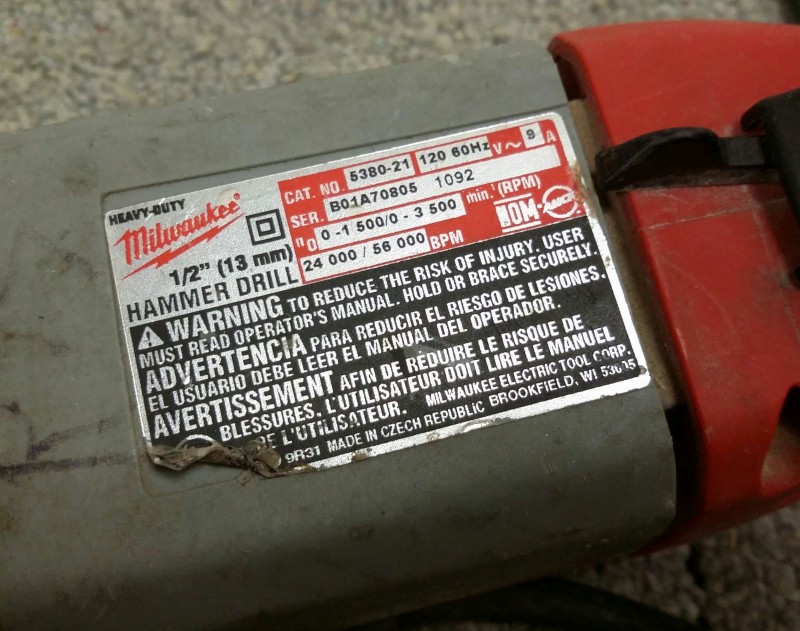 HEAVY-DUTY
Milwaukee
1/2" (13 mm)
HAMMER DRILL
CAT. NO. 5380-21 120 60Hz V~ 9 A
SER. B01A70805 1092
n0 0 -1 500/0 - 3 500 min.-1 (RPM)
24 000 / 56 000 BPM
NOM-ANCE
WARNING TO REDUCE THE RISK OF INJURY. USER
MUST READ OPERATOR'S MANUAL. HOLD OR BRACE SECURELY.
ADVERTENCIA PARA REDUCIR EL RIESGO DE LESIONES.
EL USUARIO DEBE LEER EL MANUAL DEL OPERADOR.
AVERTISSEMENT AFIN DE RÉDUIRE LE RISQUE DE
BLESSURES, L'UTILISATEUR DOIT LIRE LE MANUEL
DE L'UTILISATEUR. MILWAUKEE ELECTRIC TOOL CORP.
9R31 MADE IN CZECH REPUBLIC BROOKFIELD, WI